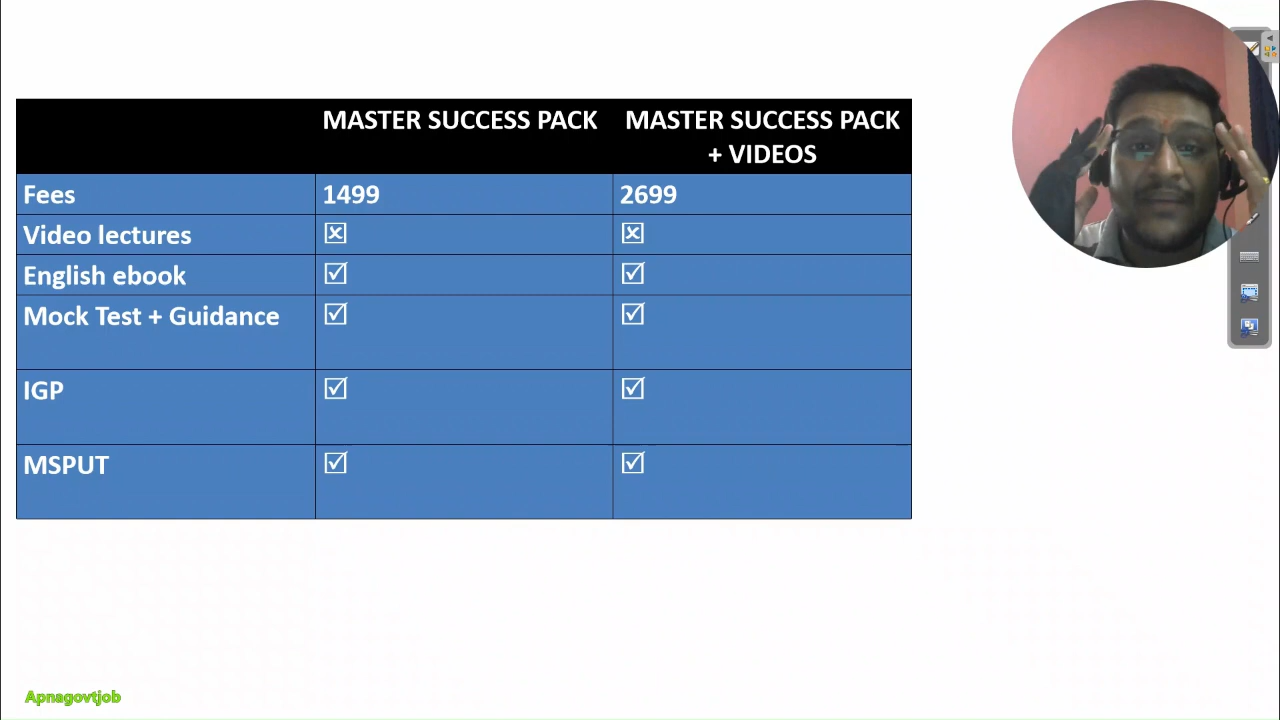 MASTER SUCCESS PACK
MASTER SUCCESS PACK
+ VIDEOS
Fees 1499 2699
Video lectures ☒ ☒
English ebook ☑ ☑
Mock Test + Guidance ☑ ☑
IGP ☑ ☑
MSPUT ☑ ☑
Apnagovtjob